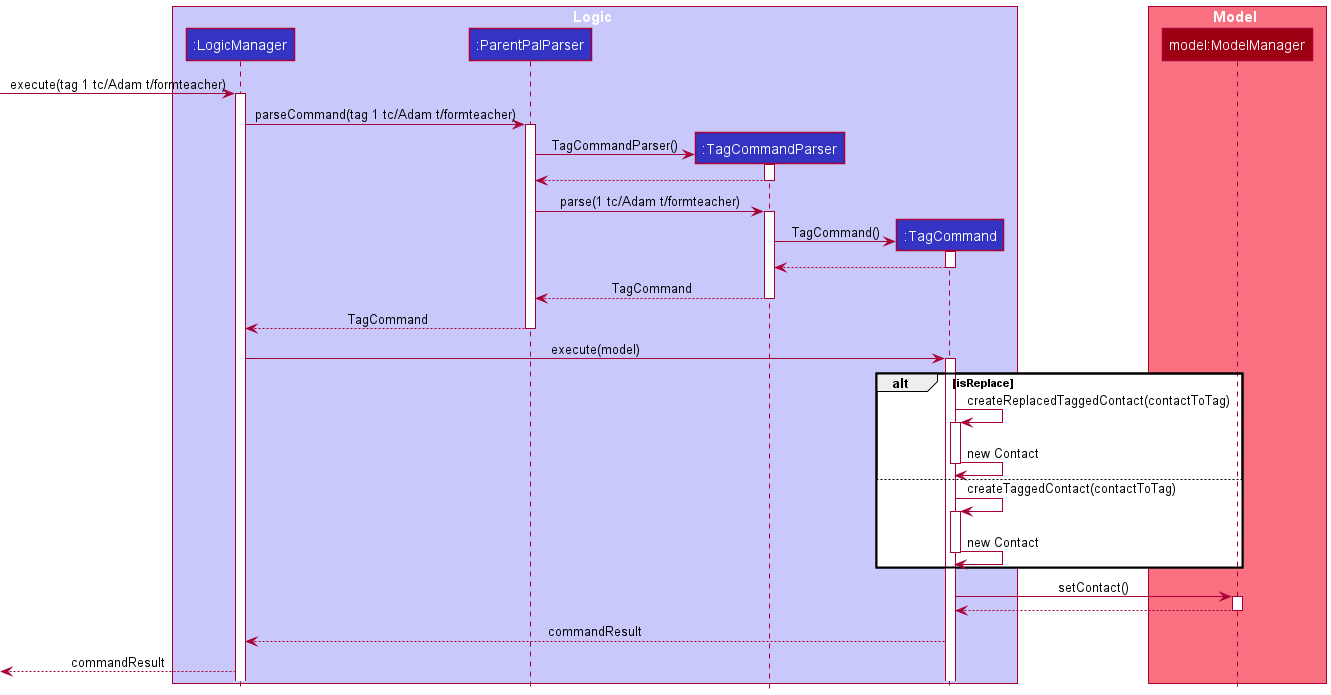 Logic
Model
:LogicManager
:ParentPalParser
model:ModelManager
execute(tag 1 tc/Adam t/formteacher)
parseCommand(tag 1 tc/Adam t/formteacher)
TagCommandParser()
:TagCommandParser
parse(1 tc/Adam t/formteacher)
TagCommand()
:TagCommand
TagCommand
TagCommand
execute(model)
alt
[isReplace]
createReplacedTaggedContact(contactToTag)
new Contact
createTaggedContact(contactToTag)
new Contact
setContact()
commandResult
commandResult